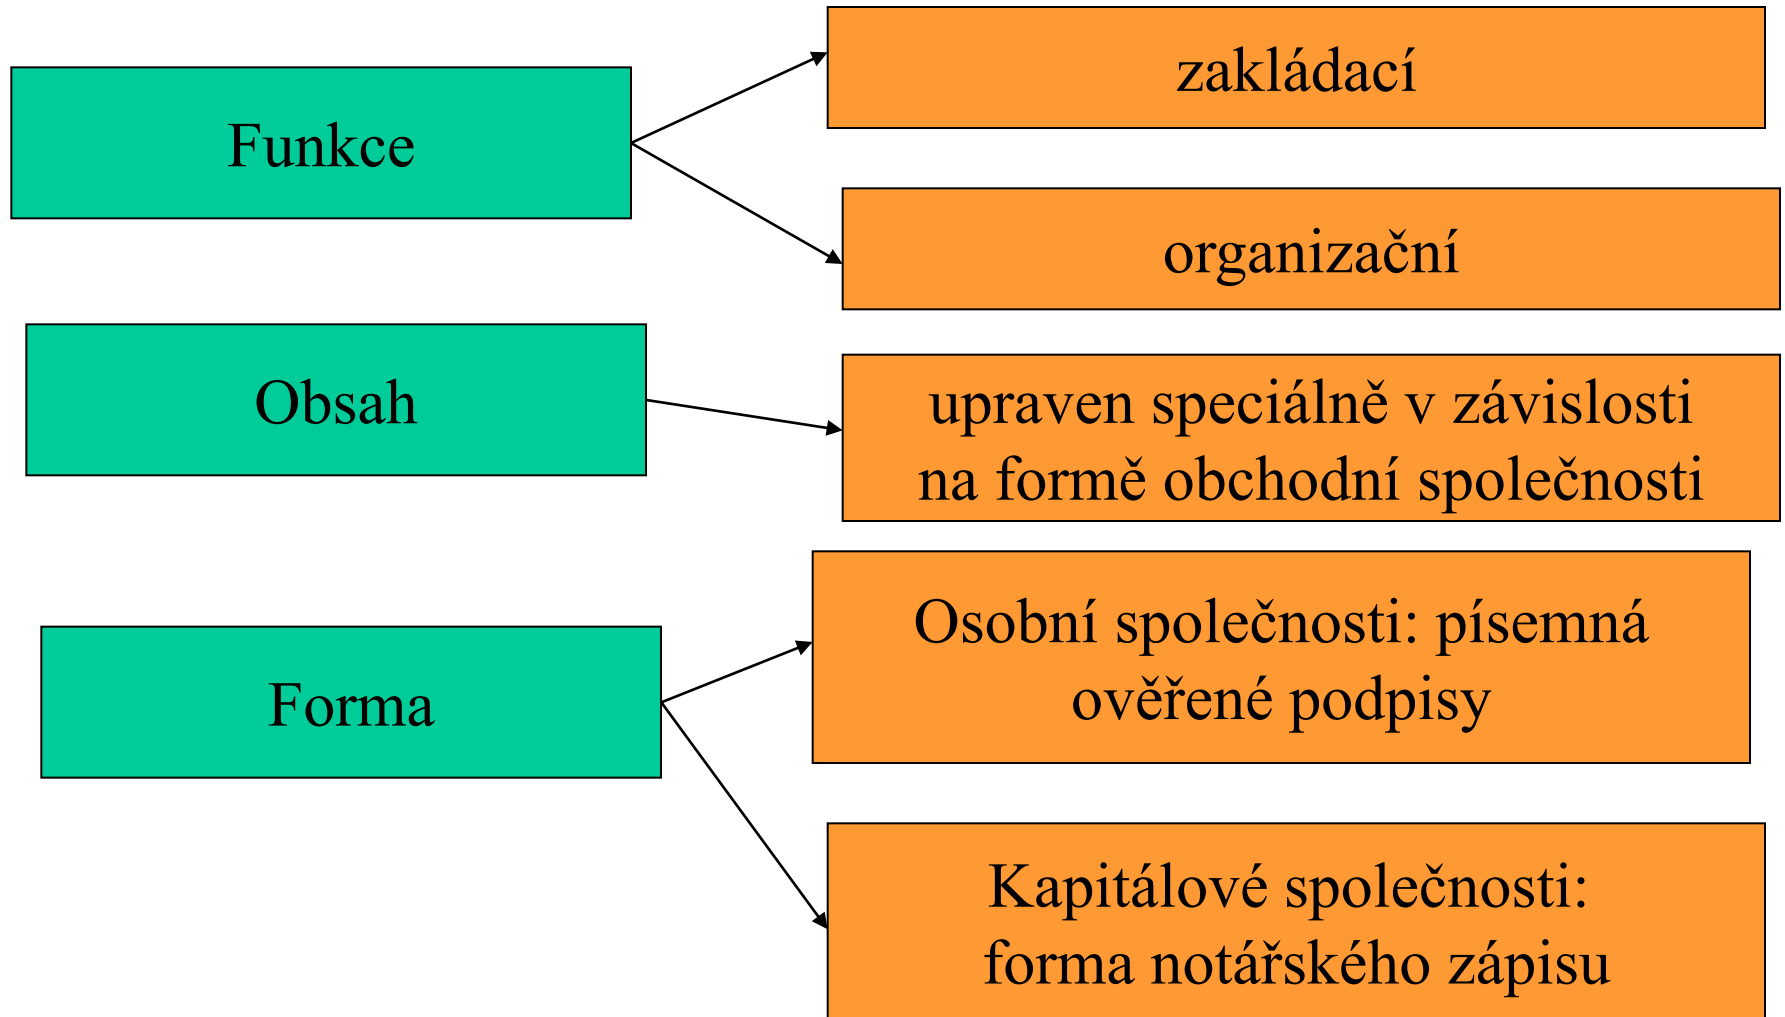 Funkce
zakládací
organizační
Obsah
upraven speciálně v závislosti
na formě obchodní společnosti
Forma
Osobní společnosti: písemná
ověřené podpisy
Kapitálové společnosti:
forma notářského zápisu